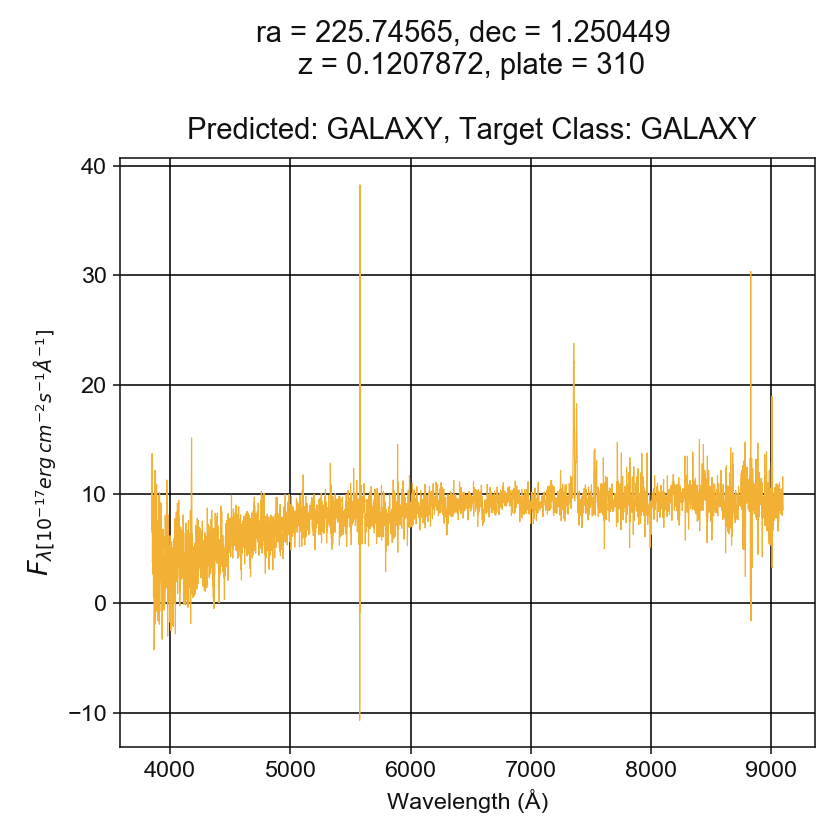 ra = 225.74565, dec = 1.250449
z = 0.1207872, plate = 310
Predicted: GALAXY, Target Class: GALAXY
40
30
20
10
0
−10
F_{λ[10^{−17} erg cm^{−2} s^{−1} Å^{−1}]}
4000 5000 6000 7000 8000 9000
Wavelength (Å)